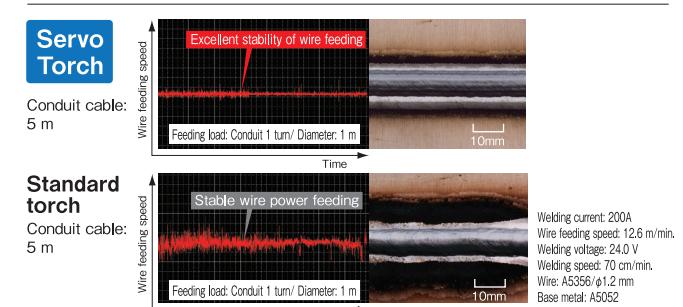 Servo
Torch
Conduit cable:
5 m
Wire feeding speed
Excellent stability of wire feeding
Feeding load: Conduit 1 turn/ Diameter: 1 m
Time
10mm
Standard
torch
Conduit cable:
5 m
Wire feeding speed
Stable wire power feeding
Feeding load: Conduit 1 turn/ Diameter: 1 m
10mm
Welding current: 200A
Wire feeding speed: 12.6 m/min.
Welding voltage: 24.0 V
Welding speed: 70 cm/min.
Wire: A5356/φ1.2 mm
Base metal: A5052